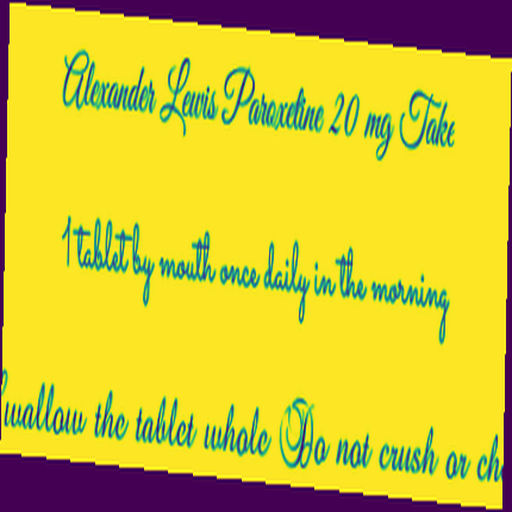 Alexander Lewis Paroxetine 20 mg Take
1 tablet by mouth once daily in the morning
the tablet whole Do not crush or